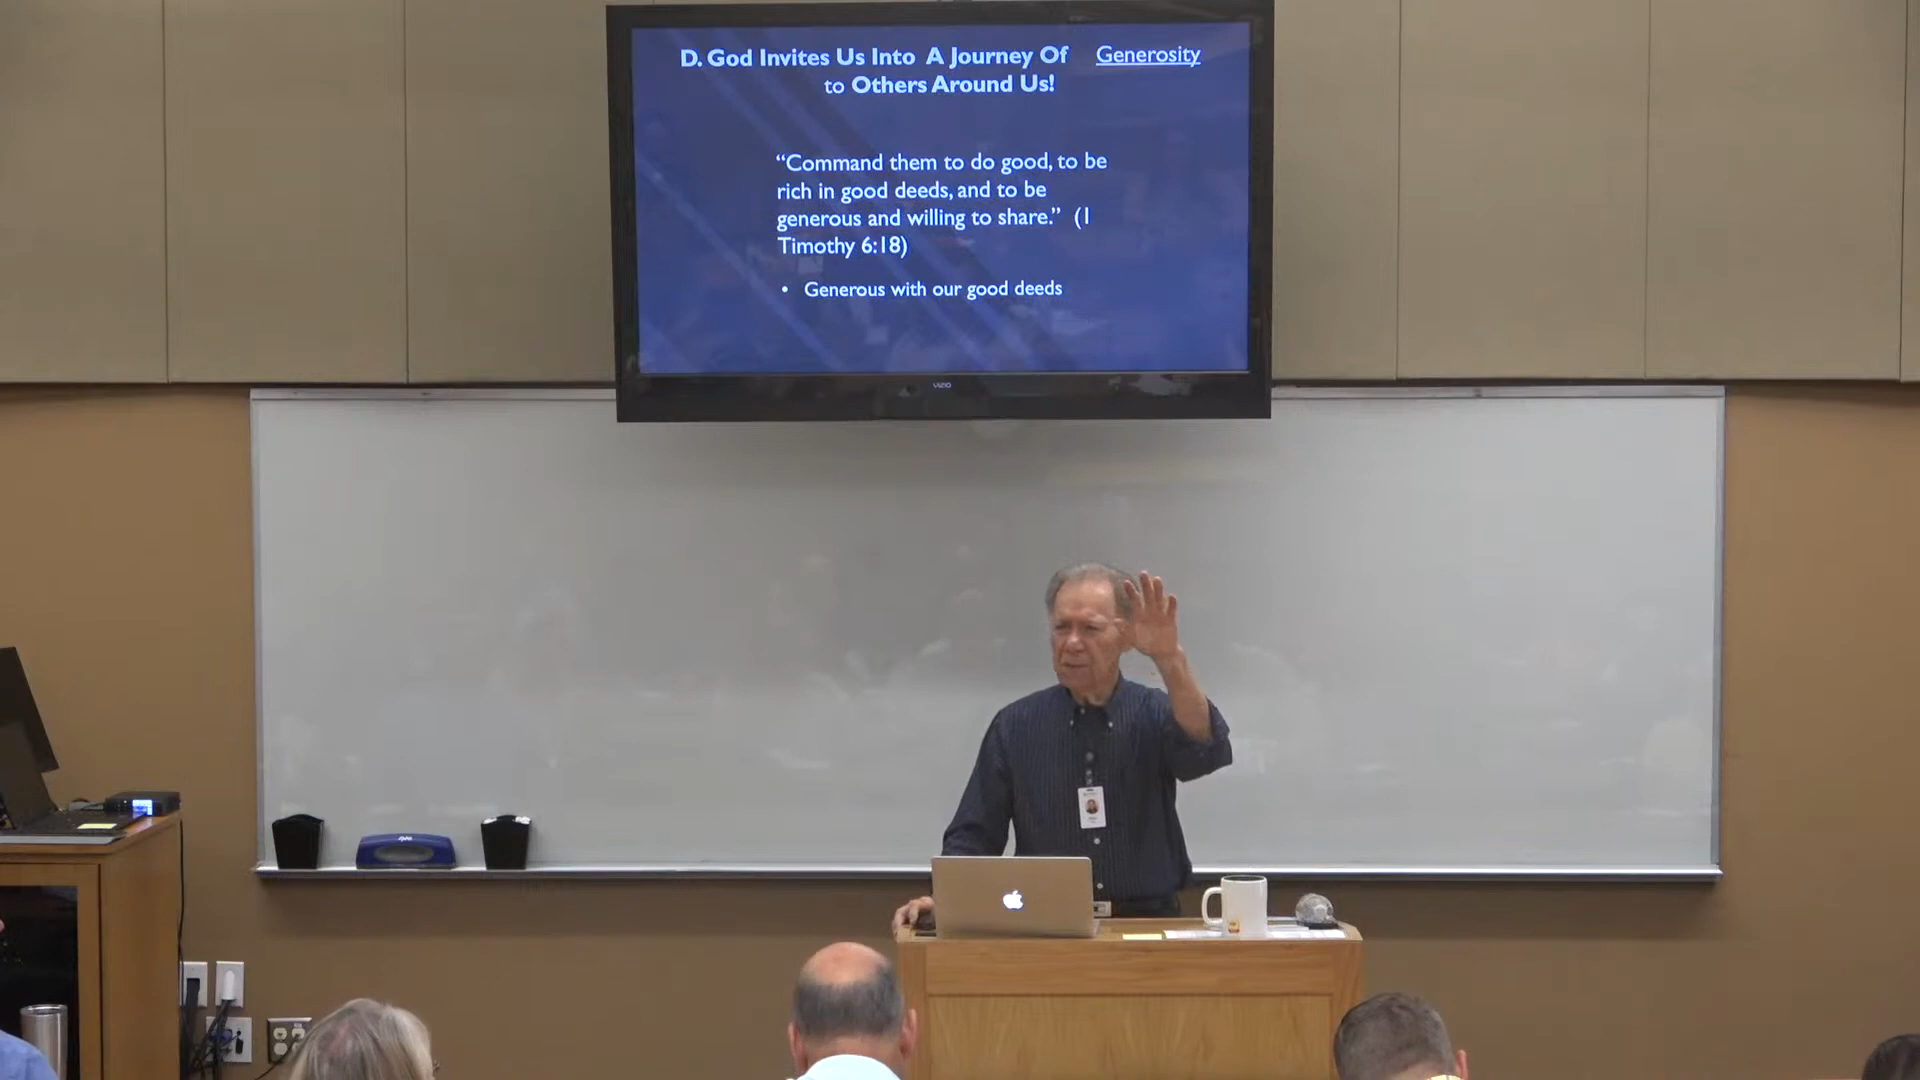 D. God Invites Us Into A Journey Of Generosity
to Others Around Us!
“Command them to do good, to be
rich in good deeds, and to be
generous and willing to share.” (1
Timothy 6:18)
• Generous with our good deeds
VIZIO